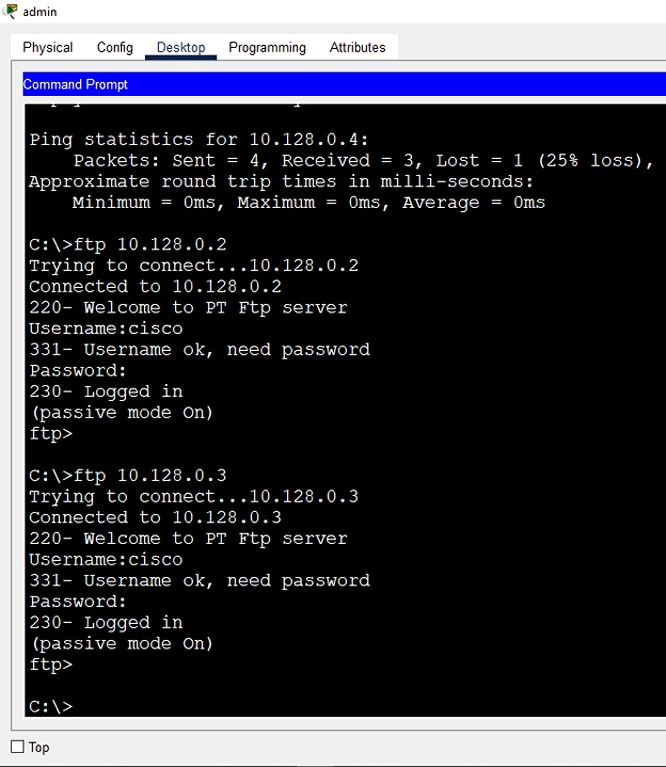 admin
Physical Config Desktop Programming Attributes
Command Prompt
Ping statistics for 10.128.0.4:
Packets: Sent = 4, Received = 3, Lost = 1 (25% loss),
Approximate round trip times in milli-seconds:
Minimum = 0ms, Maximum = 0ms, Average = 0ms
C:\>ftp 10.128.0.2
Trying to connect...10.128.0.2
Connected to 10.128.0.2
220- Welcome to PT Ftp server
Username:cisco
331- Username ok, need password
Password:
230- Logged in
(passive mode On)
ftp>
C:\>ftp 10.128.0.3
Trying to connect...10.128.0.3
Connected to 10.128.0.3
220- Welcome to PT Ftp server
Username:cisco
331- Username ok, need password
Password:
230- Logged in
(passive mode On)
ftp>
C:\>
Top